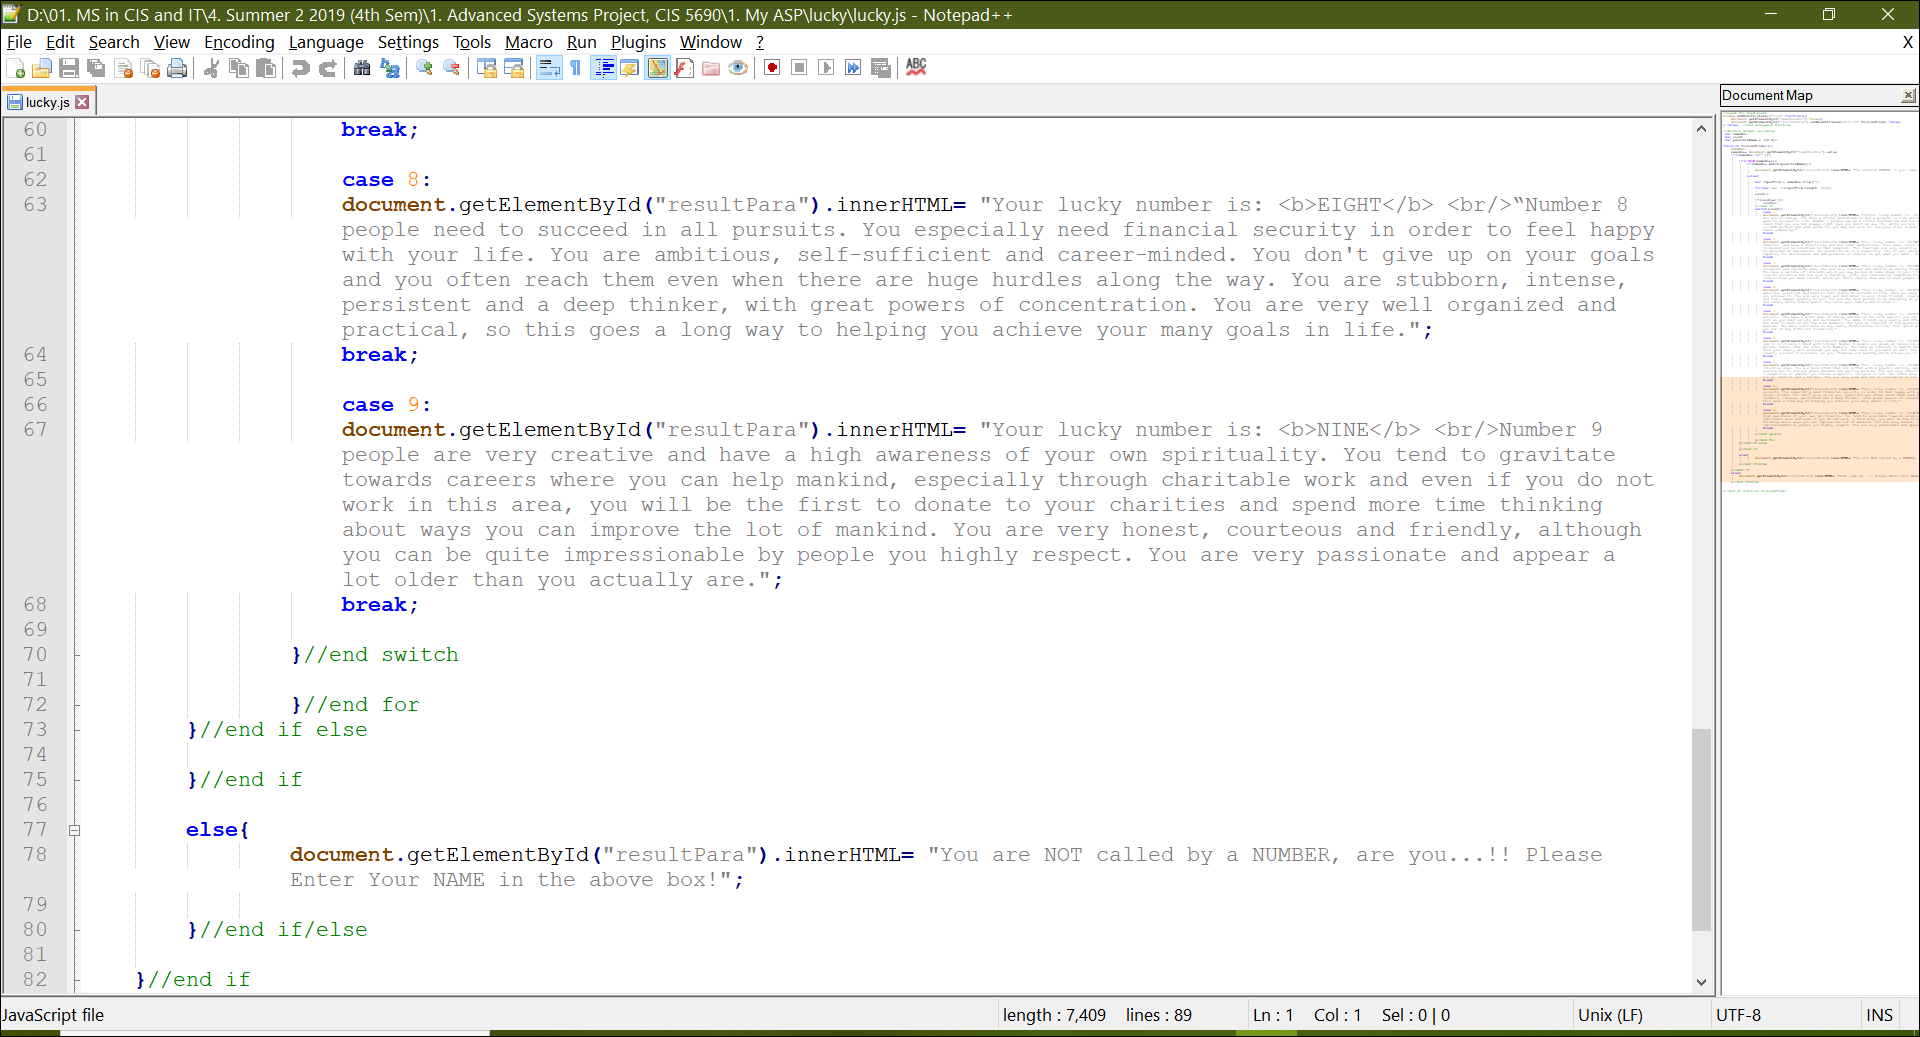 D:\01. MS in CIS and IT\4. Summer 2 2019 (4th Sem)\1. Advanced Systems Project, CIS 5690\1. My ASP\lucky\lucky.js - Notepad++
File Edit Search View Encoding Language Settings Tools Macro Run Plugins Window ? X
ABC
lucky.js
Document Map
60 break;
61
62 case 8:
63 document.getElementById("resultPara").innerHTML= "Your lucky number is: <b>EIGHT</b> <br/>“Number 8
people need to succeed in all pursuits. You especially need financial security in order to feel happy
with your life. You are ambitious, self-sufficient and career-minded. You don't give up on your goals
and you often reach them even when there are huge hurdles along the way. You are stubborn, intense,
persistent and a deep thinker, with great powers of concentration. You are very well organized and
practical, so this goes a long way to helping you achieve your many goals in life.";
64 break;
65
66 case 9:
67 document.getElementById("resultPara").innerHTML= "Your lucky number is: <b>NINE</b> <br/>Number 9
people are very creative and have a high awareness of your own spirituality. You tend to gravitate
towards careers where you can help mankind, especially through charitable work and even if you do not
work in this area, you will be the first to donate to your charities and spend more time thinking
about ways you can improve the lot of mankind. You are very honest, courteous and friendly, although
you can be quite impressionable by people you highly respect. You are very passionate and appear a
lot older than you actually are.";
68 break;
69
70 }//end switch
71
72 }//end for
73 }//end if else
74
75 }//end if
76
77 else{
78 document.getElementById("resultPara").innerHTML= "You are NOT called by a NUMBER, are you...!! Please
Enter Your NAME in the above box!";
79
80 }//end if/else
81
82 }//end if
JavaScript file length : 7,409 lines : 89 Ln : 1 Col : 1 Sel : 0 | 0 Unix (LF) UTF-8 INS